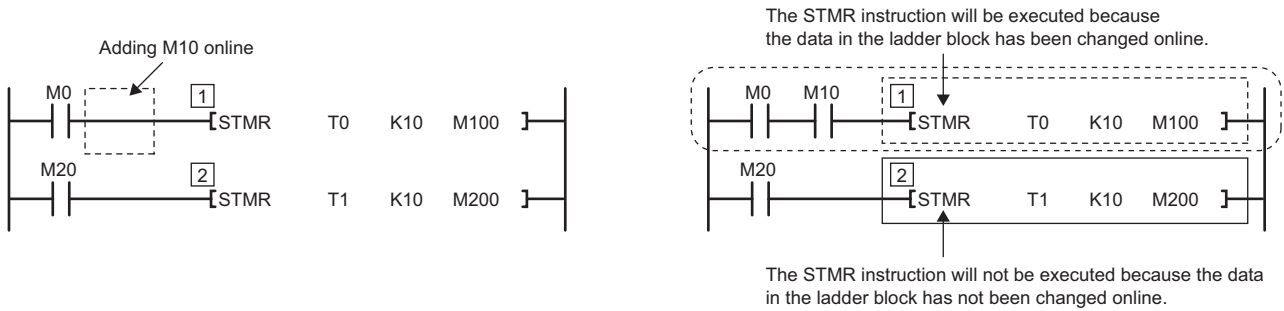 Adding M10 online
M0
1
STMR T0 K10 M100
M20
2
STMR T1 K10 M200
The STMR instruction will be executed because
the data in the ladder block has been changed online.
M0 M10
1
STMR T0 K10 M100
M20
2
STMR T1 K10 M200
The STMR instruction will not be executed because the data
in the ladder block has not been changed online.